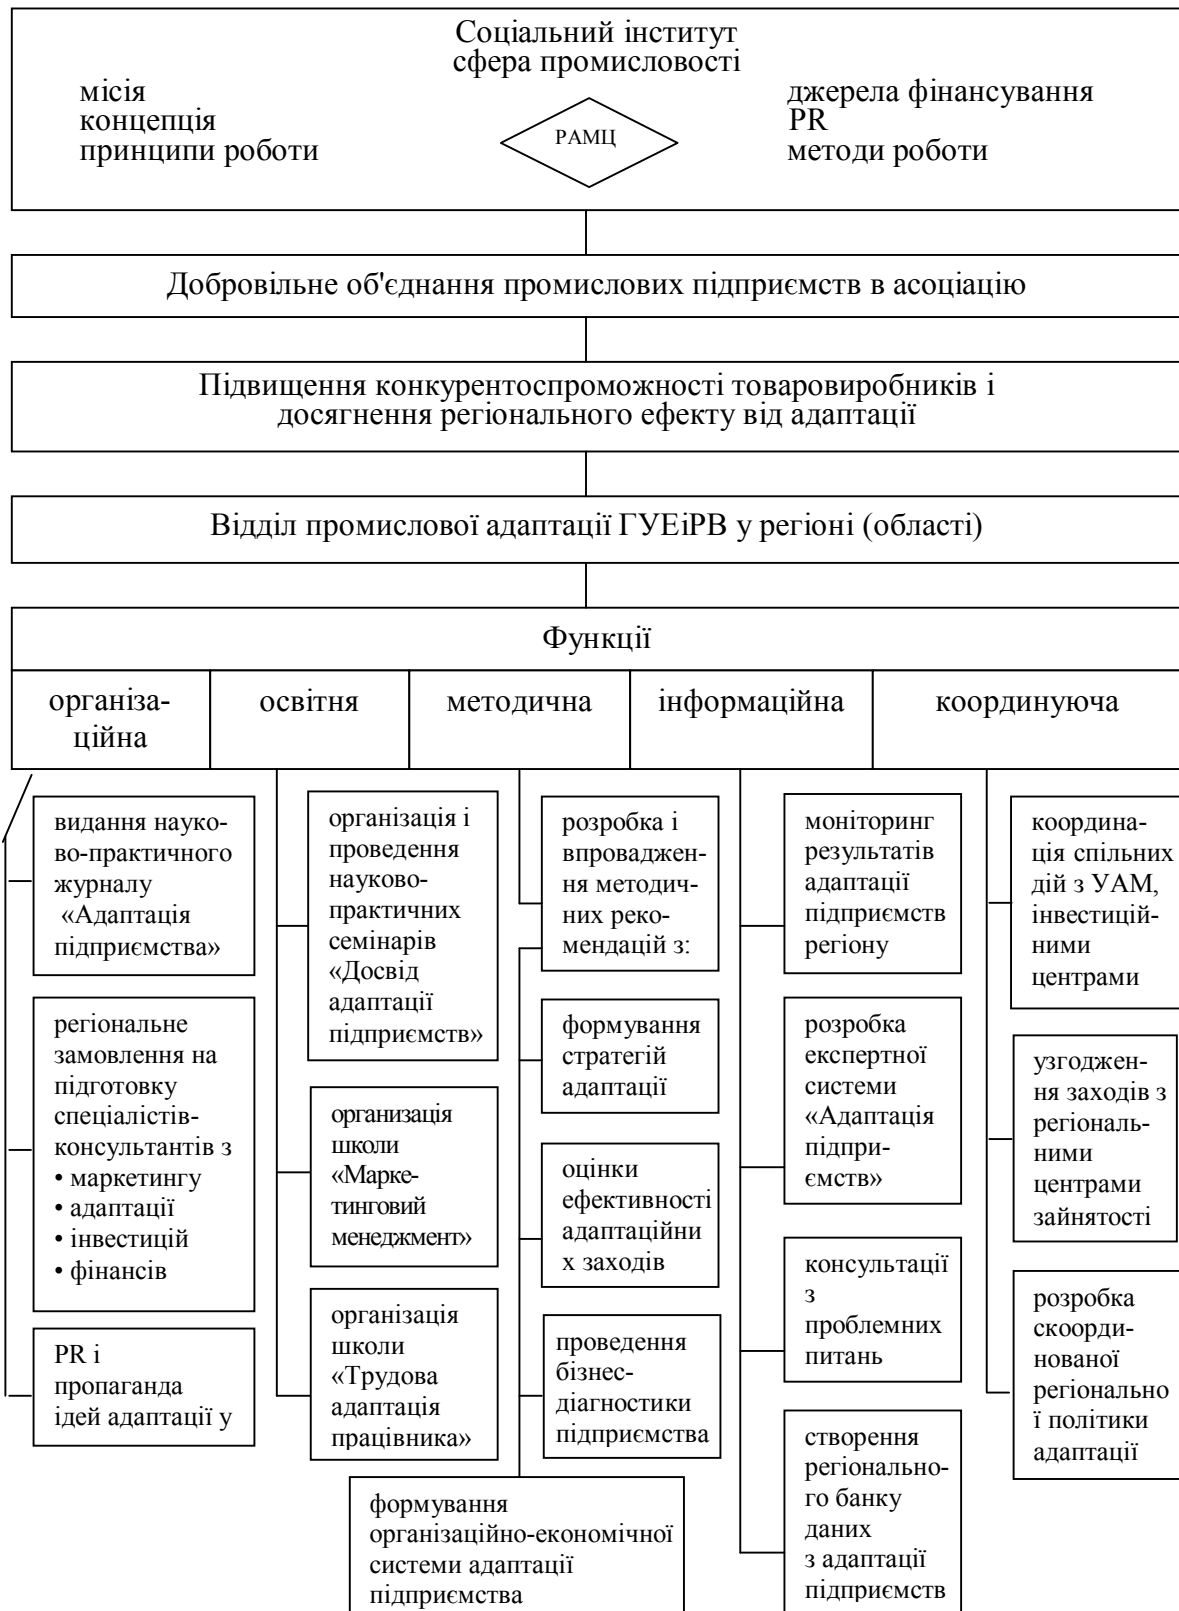 Соціальний інститут
сфера промисловості
місія
концепція
принципи роботи
РАМЦ
джерела фінансування
PR
методи роботи
Добровільне об'єднання промислових підприємств в асоціацію
Підвищення конкурентоспроможності товаровиробників і
досягнення регіонального ефекту від адаптації
Відділ промислової адаптації ГУЕіРВ у регіоні (області)
Функції
організа-
ційна
освітня
методична
інформаційна
координуюча
видання науко-
во-практичного
журналу
«Адаптація
підприємства»
регіональне
замовлення на
підготовку
спеціалістів-
консультантів з
• маркетингу
• адаптації
• інвестицій
• фінансів
PR і
пропаганда
ідей адаптації у
організація і
проведення
науково-
практичних
семінарів
«Досвід
адаптації
підприємств»
организація
школи
«Марке-
тинговий
менеджмент»
організація
школи
«Трудова
адаптація
працівника»
розробка і
впроваджен-
ня методич-
них реко-
мендацій з:
формування
стратегій
адаптації
оцінки
ефективності
адаптаційни
х заходів
проведення
бізнес-
діагностики
підприємства
формування
організаційно-економічної
системи адаптації
підприємства
моніторинг
результатів
адаптації
підприємств
регіону
розробка
експертної
системи
«Адаптація
підпри-
ємств»
консультації
з
проблемних
питань
створення
регіонально-
го банку
даних
з адаптації
підприємств
координа-
ція спільних
дій з УАМ,
інвестицій-
ними
центрами
узгоджен-
ня заходів з
регіональ-
ними
центрами
зайнятості
розробка
скоорди-
нованої
регіонально
ї політики
адаптації